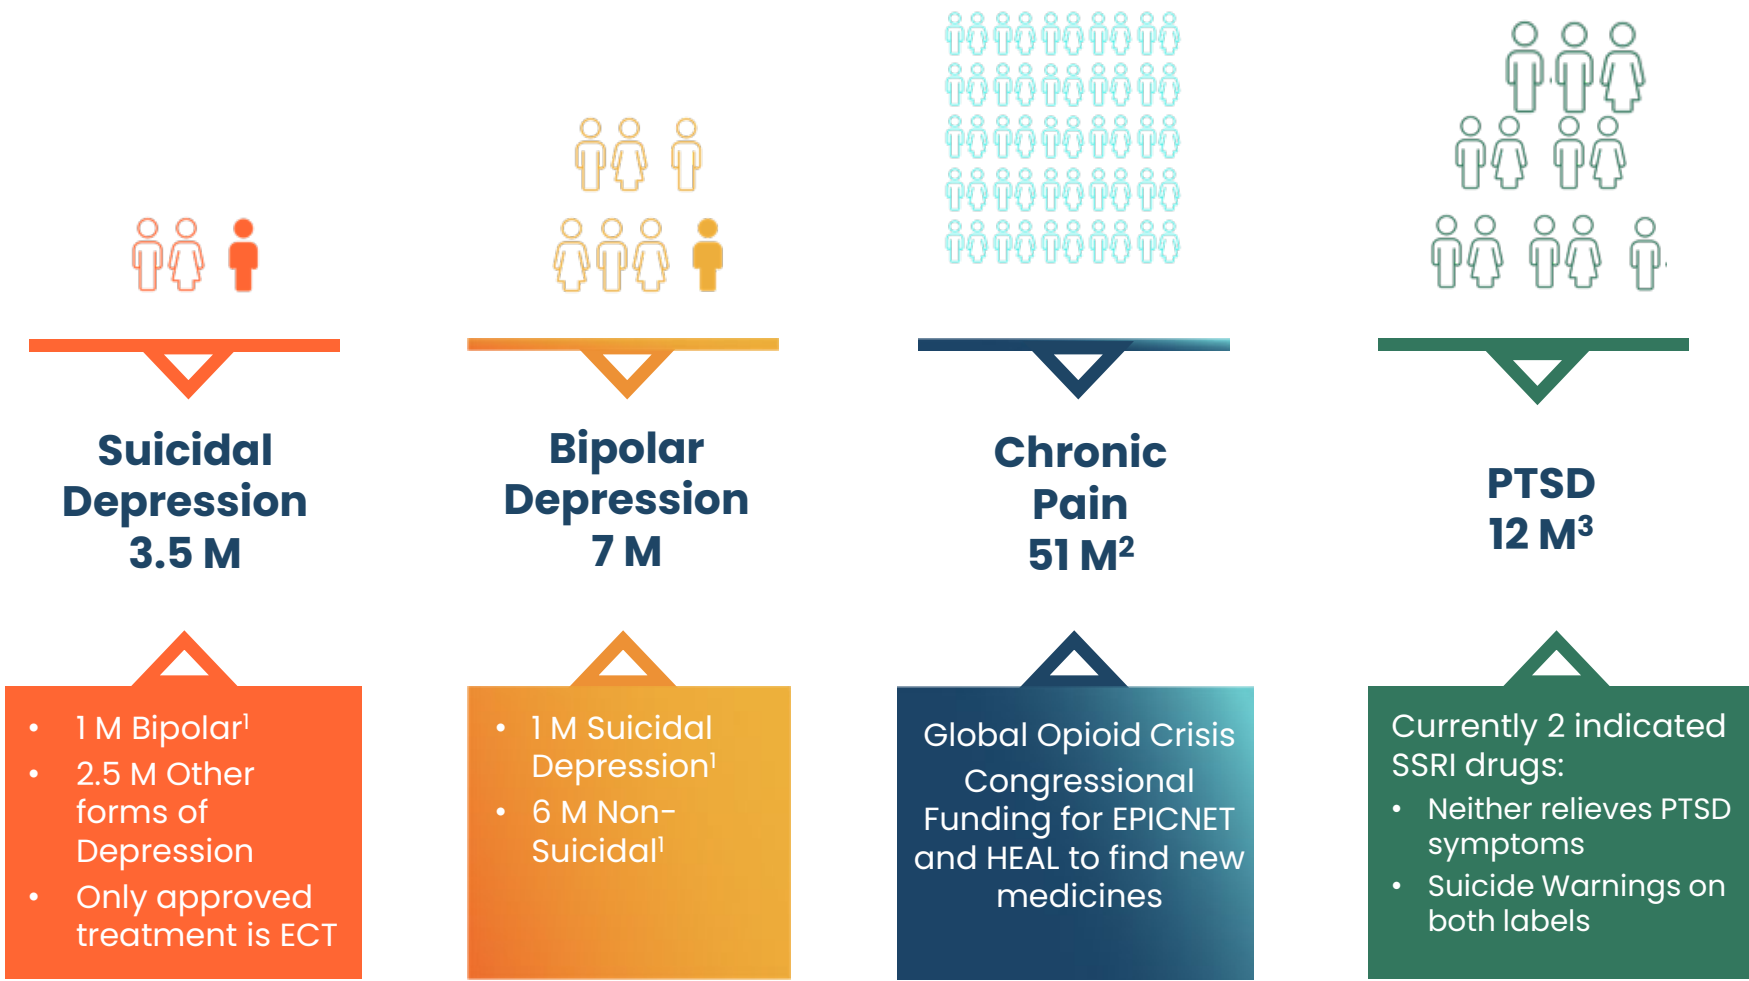 Suicidal
Depression
3.5 M
Bipolar
Depression
7 M
Chronic
Pain
51 M²
PTSD
12 M³
• 1 M Bipolar¹
• 2.5 M Other
forms of
Depression
• Only approved
treatment is ECT
• 1 M Suicidal
Depression¹
• 6 M Non-
Suicidal¹
Global Opioid Crisis
Congressional
Funding for EPICNET
and HEAL to find new
medicines
Currently 2 indicated
SSRI drugs:
• Neither relieves PTSD
symptoms
• Suicide Warnings on
both labels